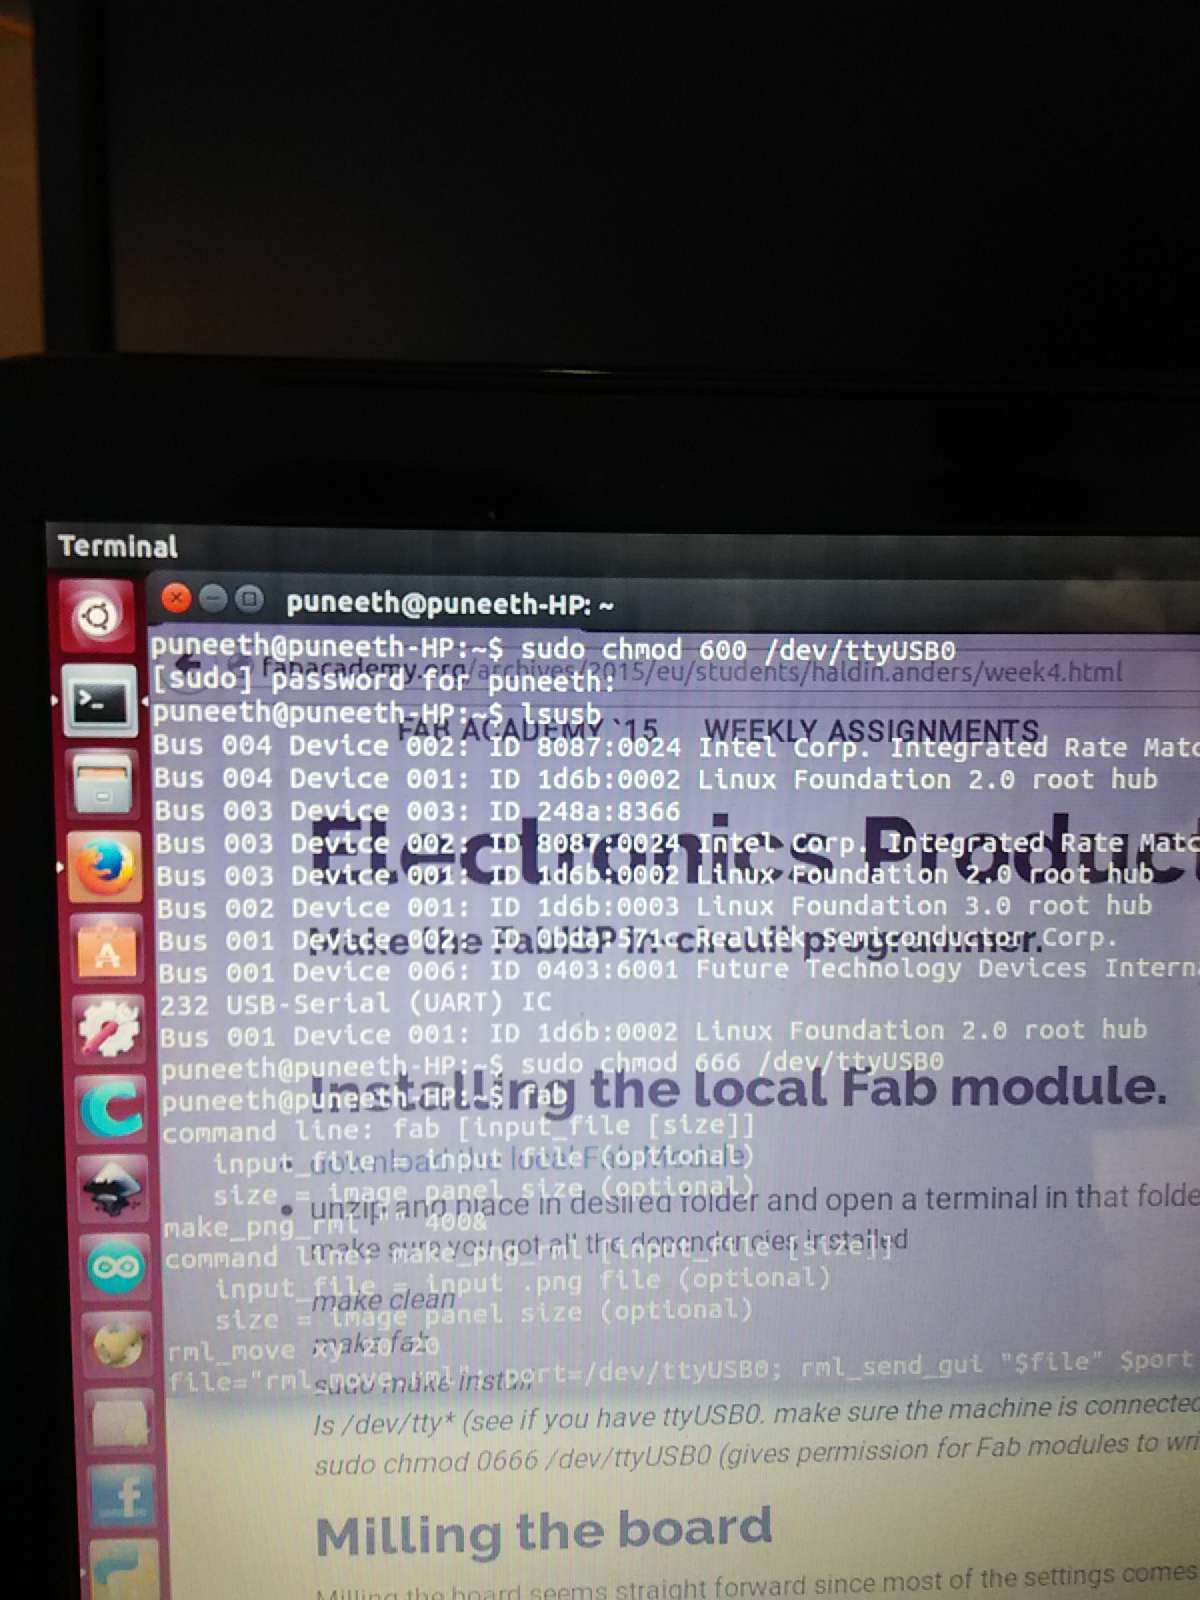 Terminal
puneeth@puneeth-HP: ~
puneeth@puneeth-HP:~$ sudo chmod 600 /dev/ttyUSB0
fabacademy.org/archives/2015/eu/students/haldin.anders/week4.html
[sudo] password for puneeth:
puneeth@puneeth-HP:~$ lsusb
FAB ACADEMY `15 WEEKLY ASSIGNMENTS
Bus 004 Device 002: ID 8087:0024 Intel Corp. Integrated Rate Matc
Bus 004 Device 001: ID 1d6b:0002 Linux Foundation 2.0 root hub
Bus 003 Device 003: ID 248a:8366
Electronics Product
Bus 003 Device 002: ID 8087:0024 Intel Corp. Integrated Rate Matc
Bus 003 Device 001: ID 1d6b:0002 Linux Foundation 2.0 root hub
Bus 002 Device 001: ID 1d6b:0003 Linux Foundation 3.0 root hub
Bus 001 Device 002: ID 0bda:571c Realtek Semiconductor Corp.
Make the FabISP in-circuit programmer.
Bus 001 Device 006: ID 0403:6001 Future Technology Devices Interna
232 USB-Serial (UART) IC
Bus 001 Device 001: ID 1d6b:0002 Linux Foundation 2.0 root hub
puneeth@puneeth-HP:~$ sudo chmod 666 /dev/ttyUSB0
Installing the local Fab module.
puneeth@puneeth-HP:~$ fab
command line: fab [input_file [size]]
input_file = input file (optional)
download the local Fab Module
size = image panel size (optional)
unzip and place in desired folder and open a terminal in that folde
make_png_rml "" 400&
make sure you got all the dependencies installed
command line: make_png_rml [input_file [size]]
input_file = input .png file (optional)
make clean
size = image panel size (optional)
make fab
rml_move xy 20 20
file="rml_move.rml"; port=/dev/ttyUSB0; rml_send_gui "$file" $port
sudo make install
ls /dev/tty* (see if you have ttyUSB0. make sure the machine is connected
sudo chmod 0666 /dev/ttyUSB0 (gives permission for Fab modules to wri
Milling the board
Milling the board seems straight forward since most of the settings comes